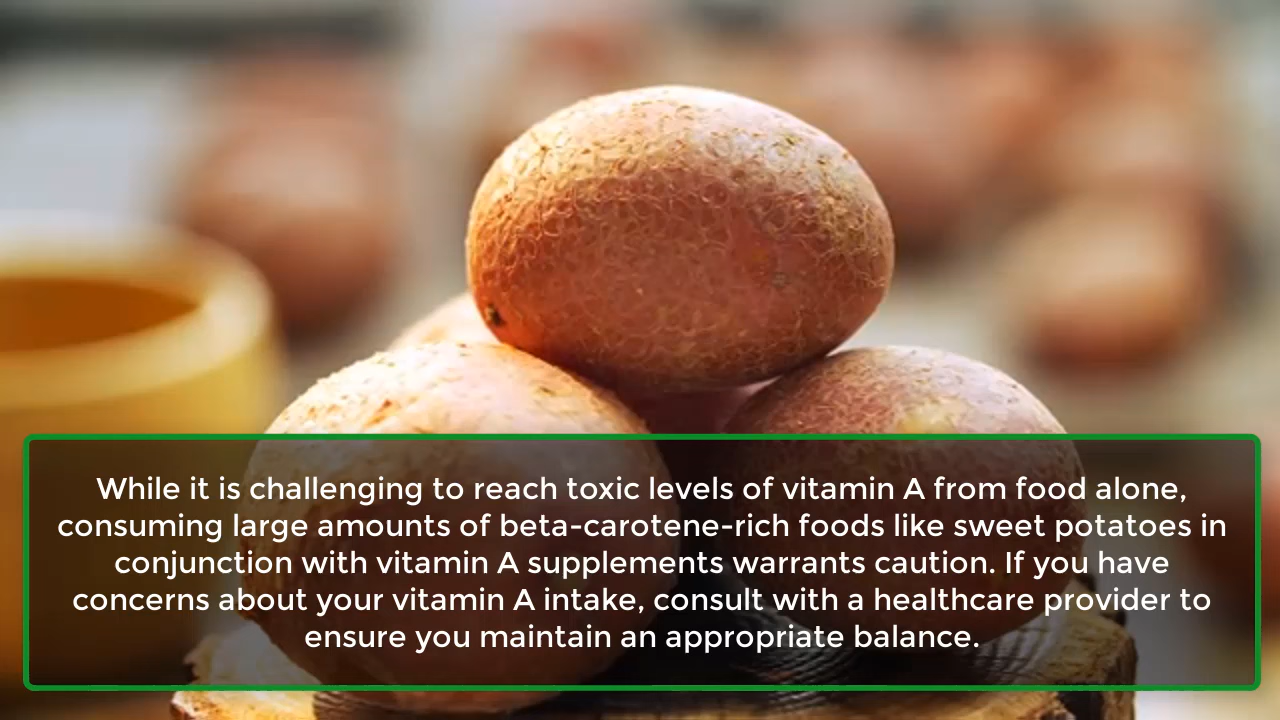 While it is challenging to reach toxic levels of vitamin A from food alone,
consuming large amounts of beta-carotene-rich foods like sweet potatoes in
conjunction with vitamin A supplements warrants caution. If you have
concerns about your vitamin A intake, consult with a healthcare provider to
ensure you maintain an appropriate balance.